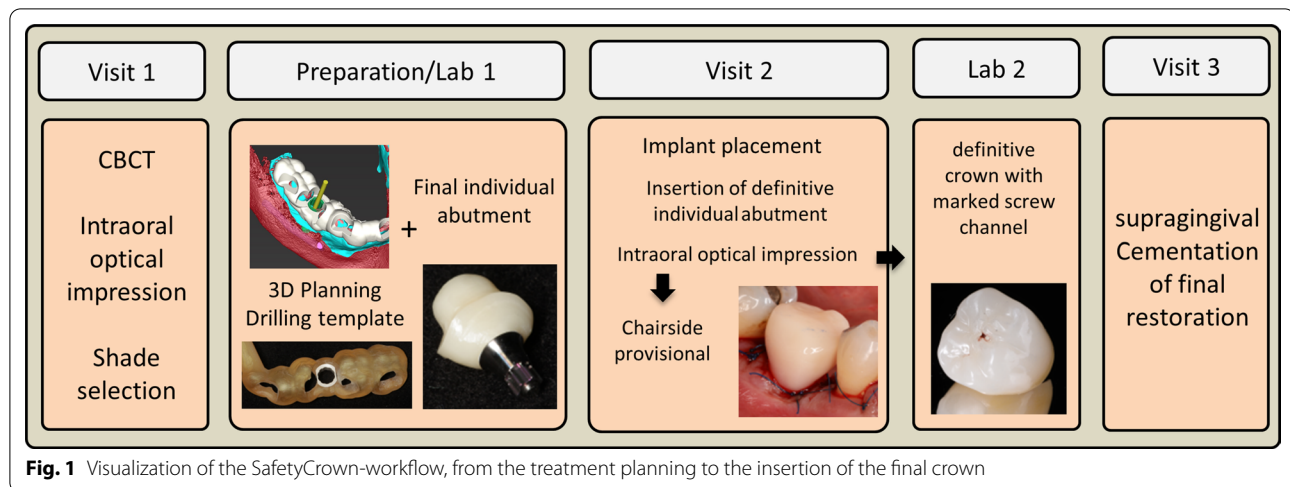 Visit 1
Preparation/Lab 1
Visit 2
Lab 2
Visit 3
CBCT
Intraoral
optical
impression
Shade
selection
Final individual
abutment
+
3D Planning
Drilling template
Implant placement
Insertion of definitive
individual abutment
Intraoral optical impression
Chairside
provisional
definitive
crown with
marked screw
channel
supragingival
Cementation
of final
restoration
Fig. 1 Visualization of the SafetyCrown-workflow, from the treatment planning to the insertion of the final crown